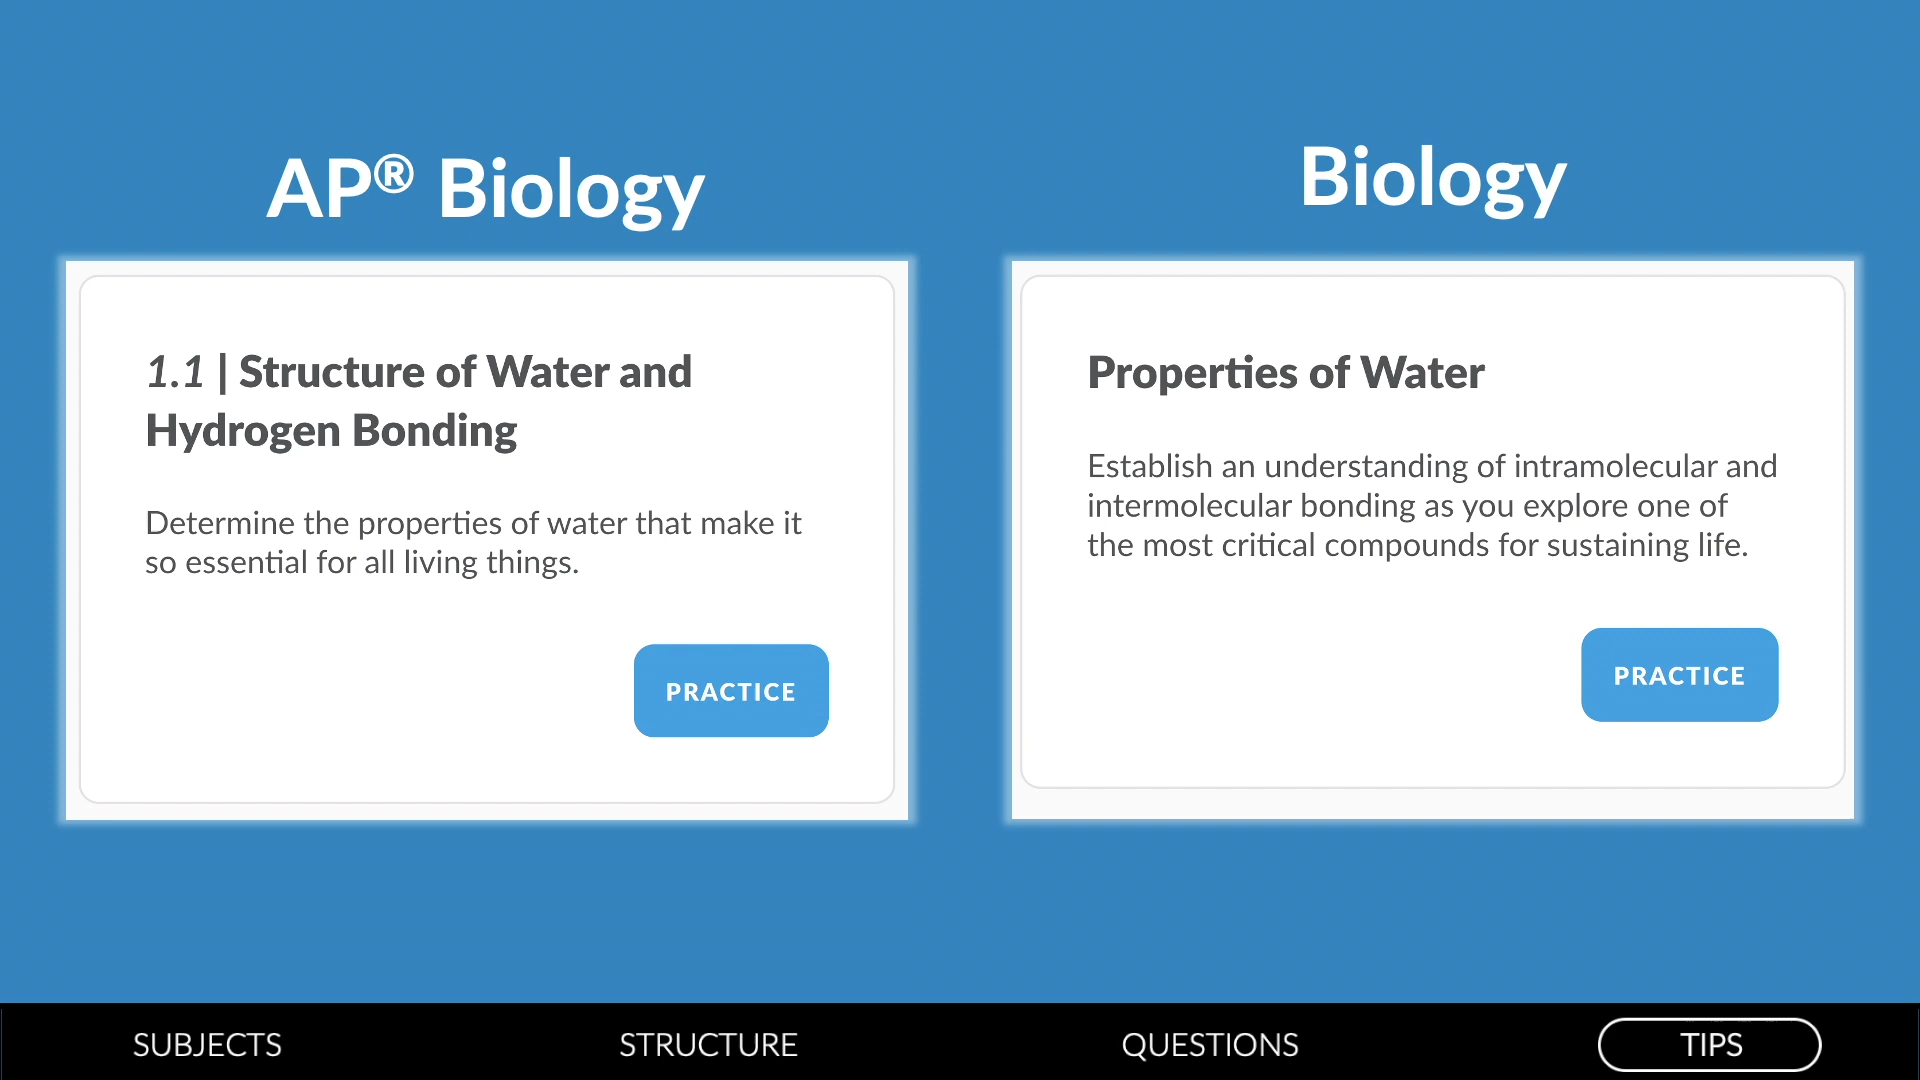 AP® Biology
1.1 | Structure of Water and
Hydrogen Bonding
Determine the properties of water that make it
so essential for all living things.
PRACTICE
Biology
Properties of Water
Establish an understanding of intramolecular and
intermolecular bonding as you explore one of
the most critical compounds for sustaining life.
PRACTICE
SUBJECTS
STRUCTURE
QUESTIONS
TIPS